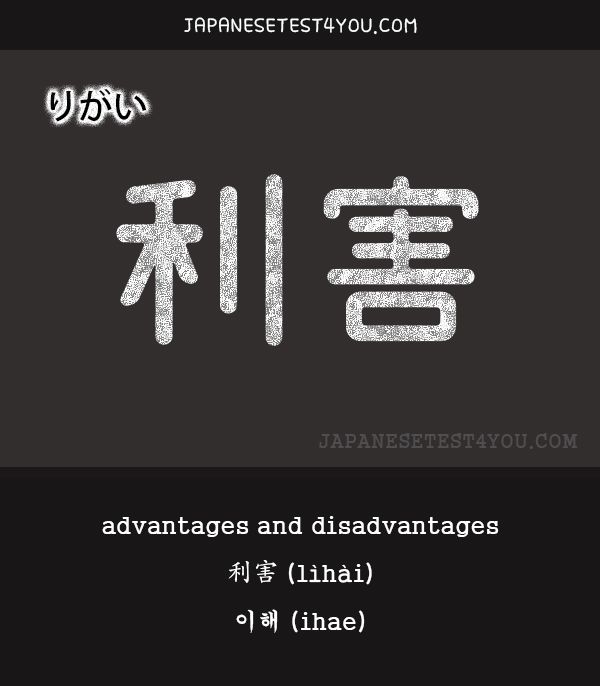 JAPANESETEST4YOU.COM
りがい
利害
JAPANESETEST4YOU.COM
advantages and disadvantages
利害 (lìhài)
이해 (ihae)